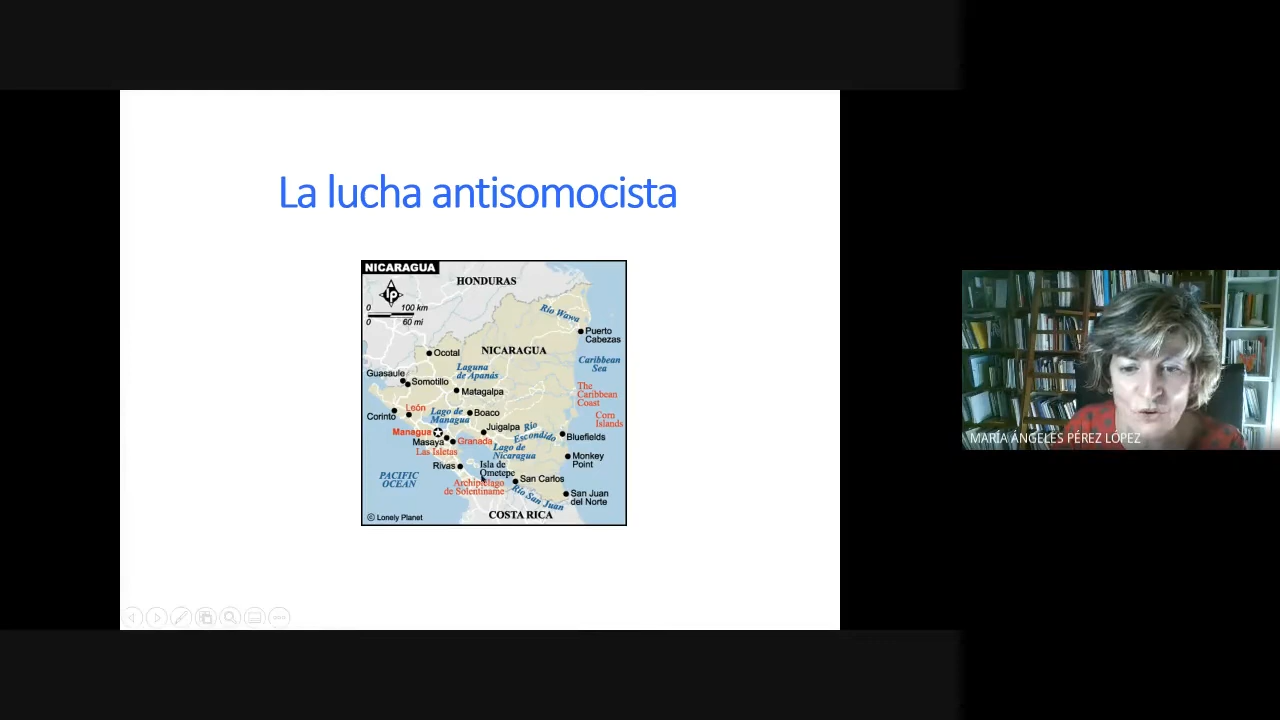 La lucha antisomocista
NICARAGUA
HONDURAS
lp
0 100 km
0 60 mi
Río Wawa
Puerto
Cabezas
Ocotal
NICARAGUA
Caribbean
Sea
Guasaule
Somotillo
Laguna
de Apanás
Matagalpa
The
Caribbean
Coast
Corinto
León
Lago de
Managua
Boaco
Corn
Islands
Managua
Juigalpa
Río
Escondido
Bluefields
Masaya
Granada
Las Isletas
Lago de
Nicaragua
Monkey
Point
Rivas
Isla de
Ometepe
PACIFIC
OCEAN
San Carlos
Archipiélago
de Solentiname
Río San Juan
San Juan
del Norte
COSTA RICA
© Lonely Planet
MARÍA ÁNGELES PÉREZ LÓPEZ